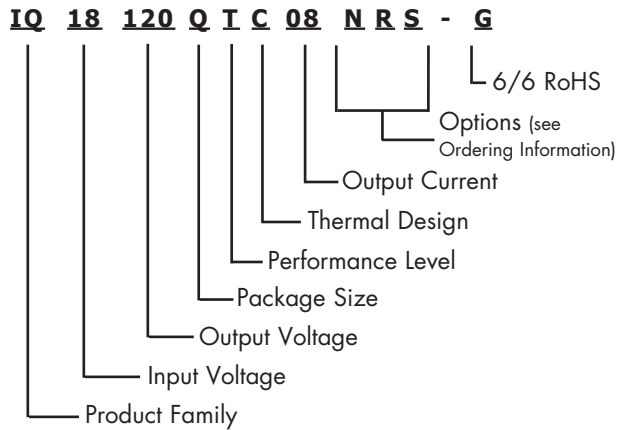 IQ 18 120 Q T C 08 N R S - G
6/6 RoHS
Options (see
Ordering Information)
Output Current
Thermal Design
Performance Level
Package Size
Output Voltage
Input Voltage
Product Family